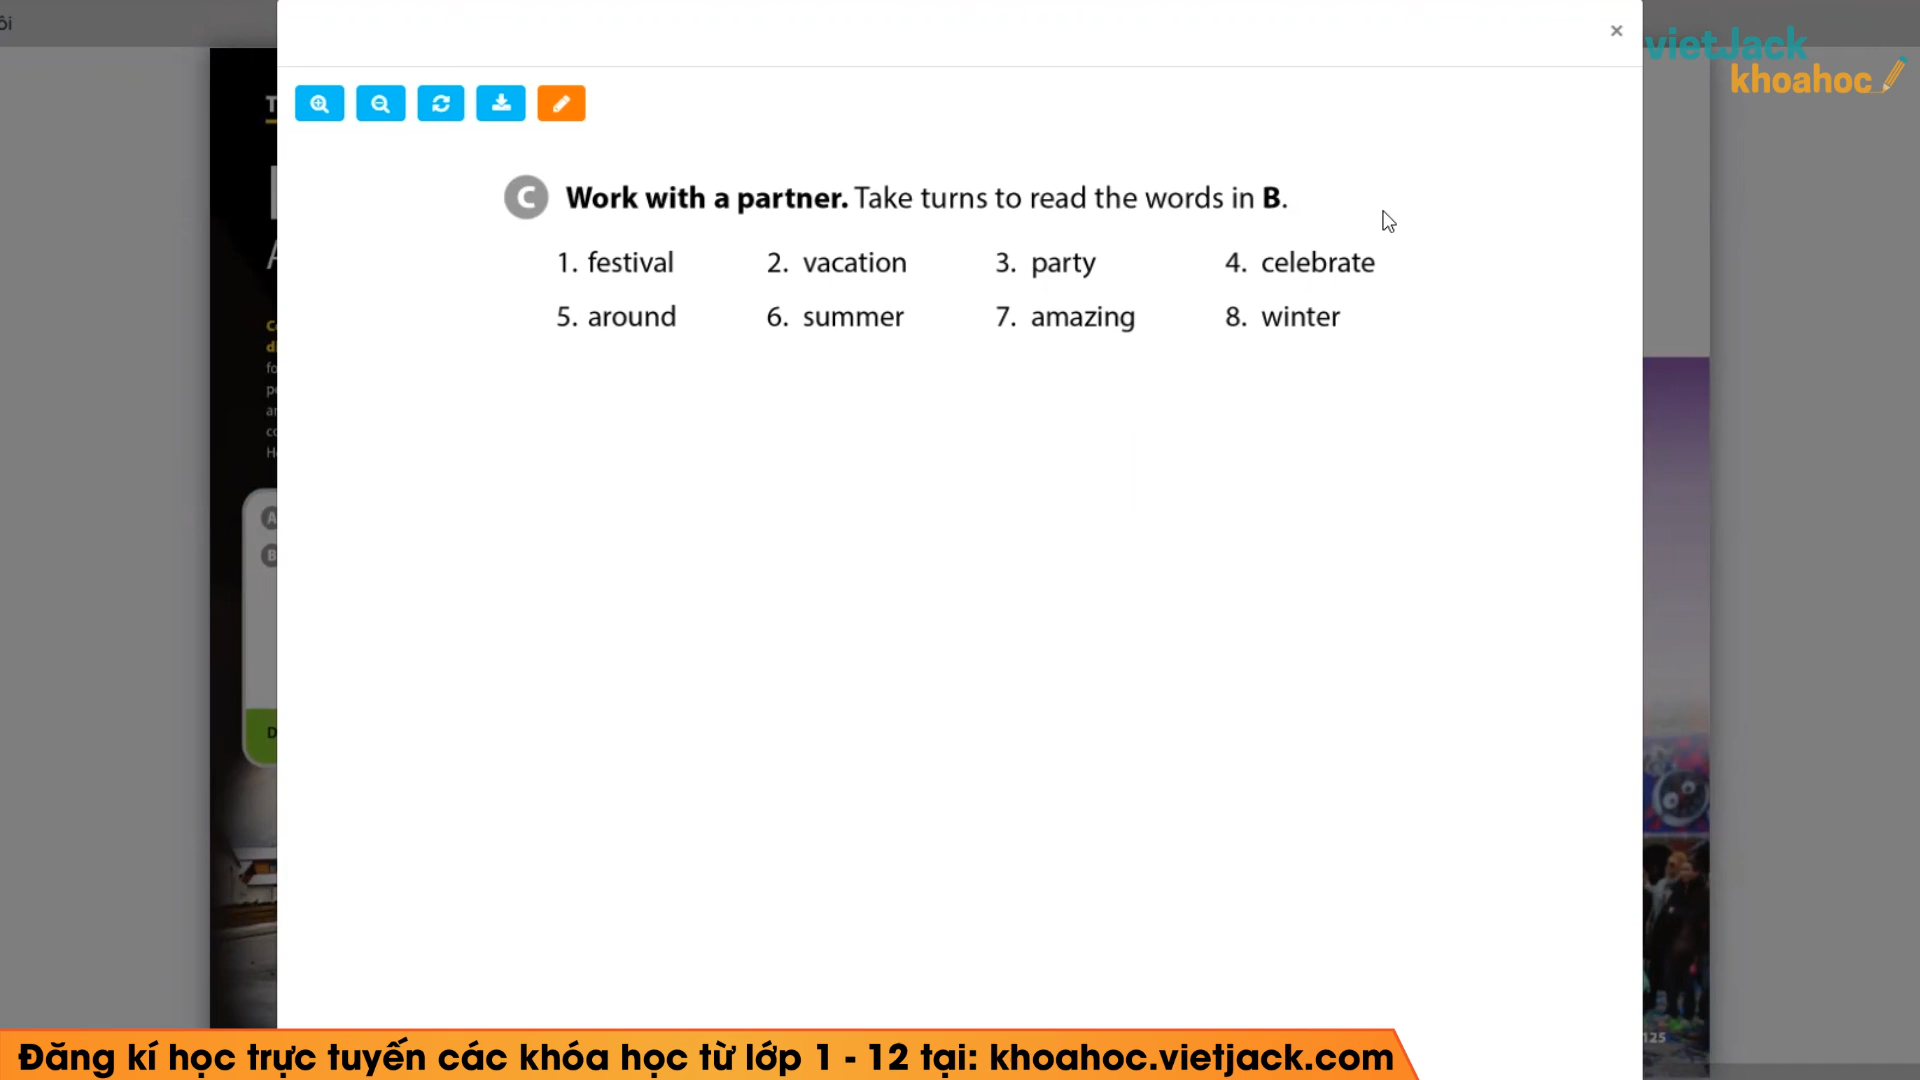 ôi
vietJack
khoahoc
C Work with a partner. Take turns to read the words in B.
1. festival 2. vacation 3. party 4. celebrate
5. around 6. summer 7. amazing 8. winter
A
B
D
125
Đăng kí học trực tuyến các khóa học từ lớp 1 - 12 tại: khoahoc.vietjack.com